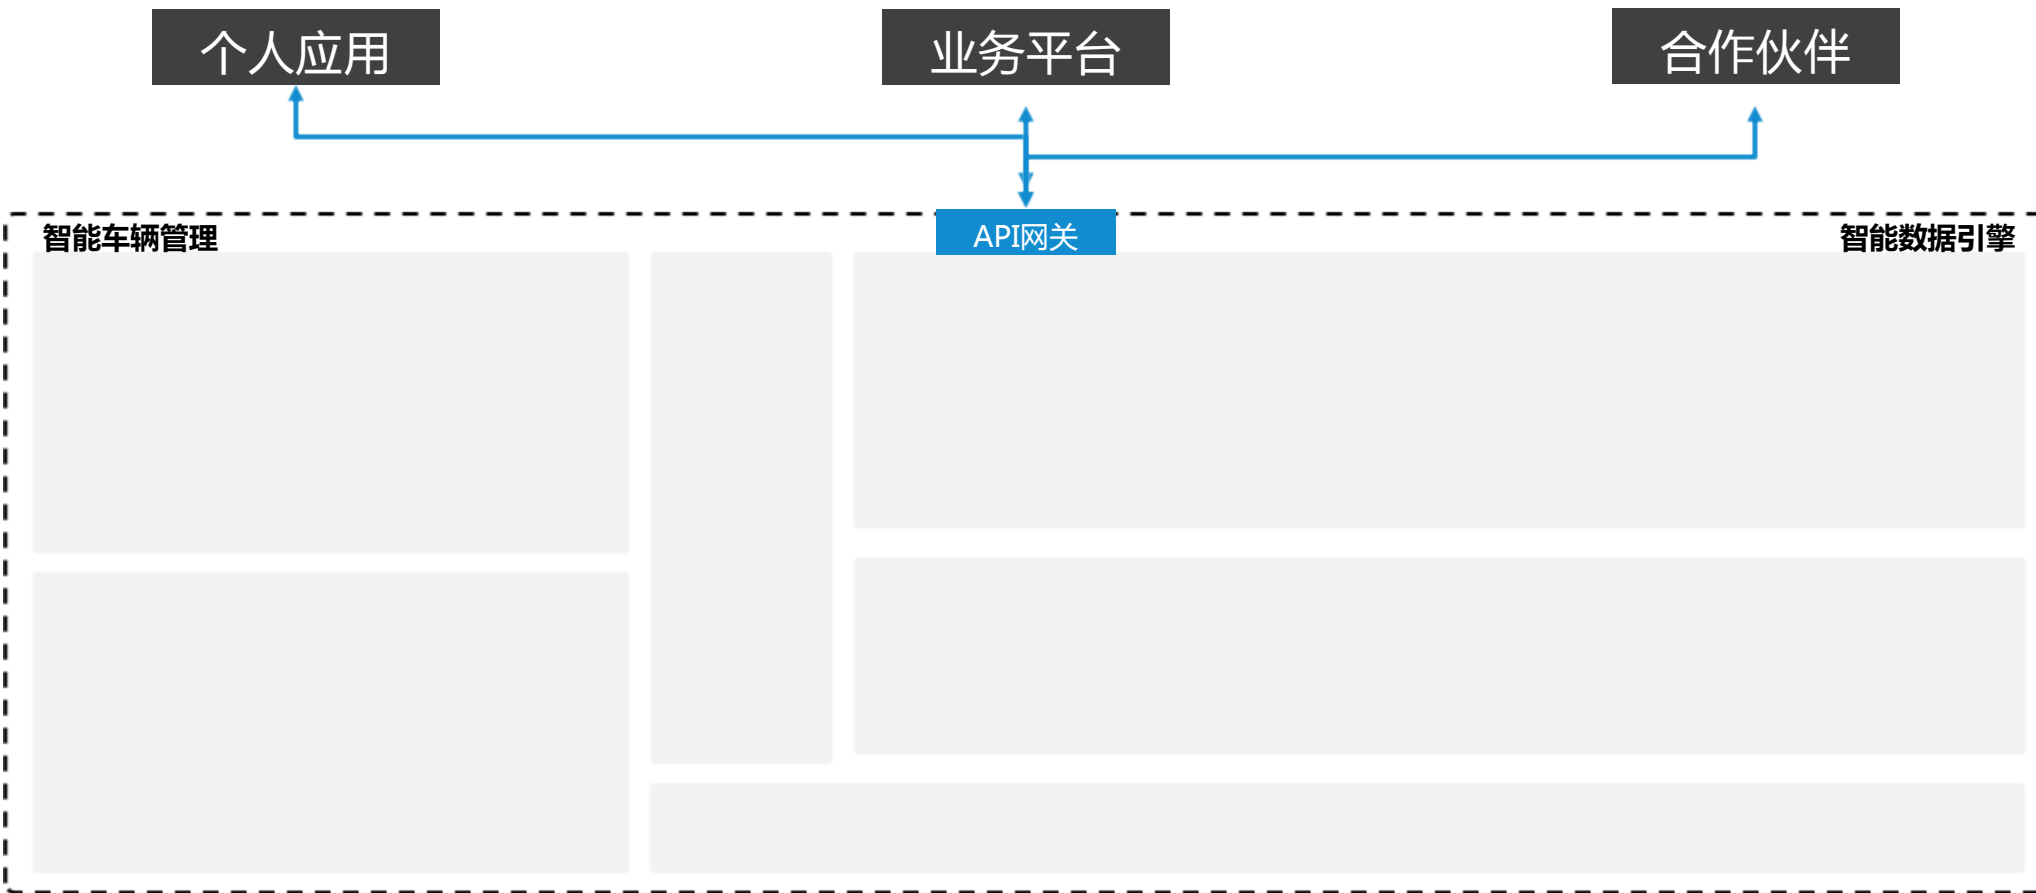 个人应用
业务平台
合作伙伴
API网关
智能车辆管理
智能数据引擎